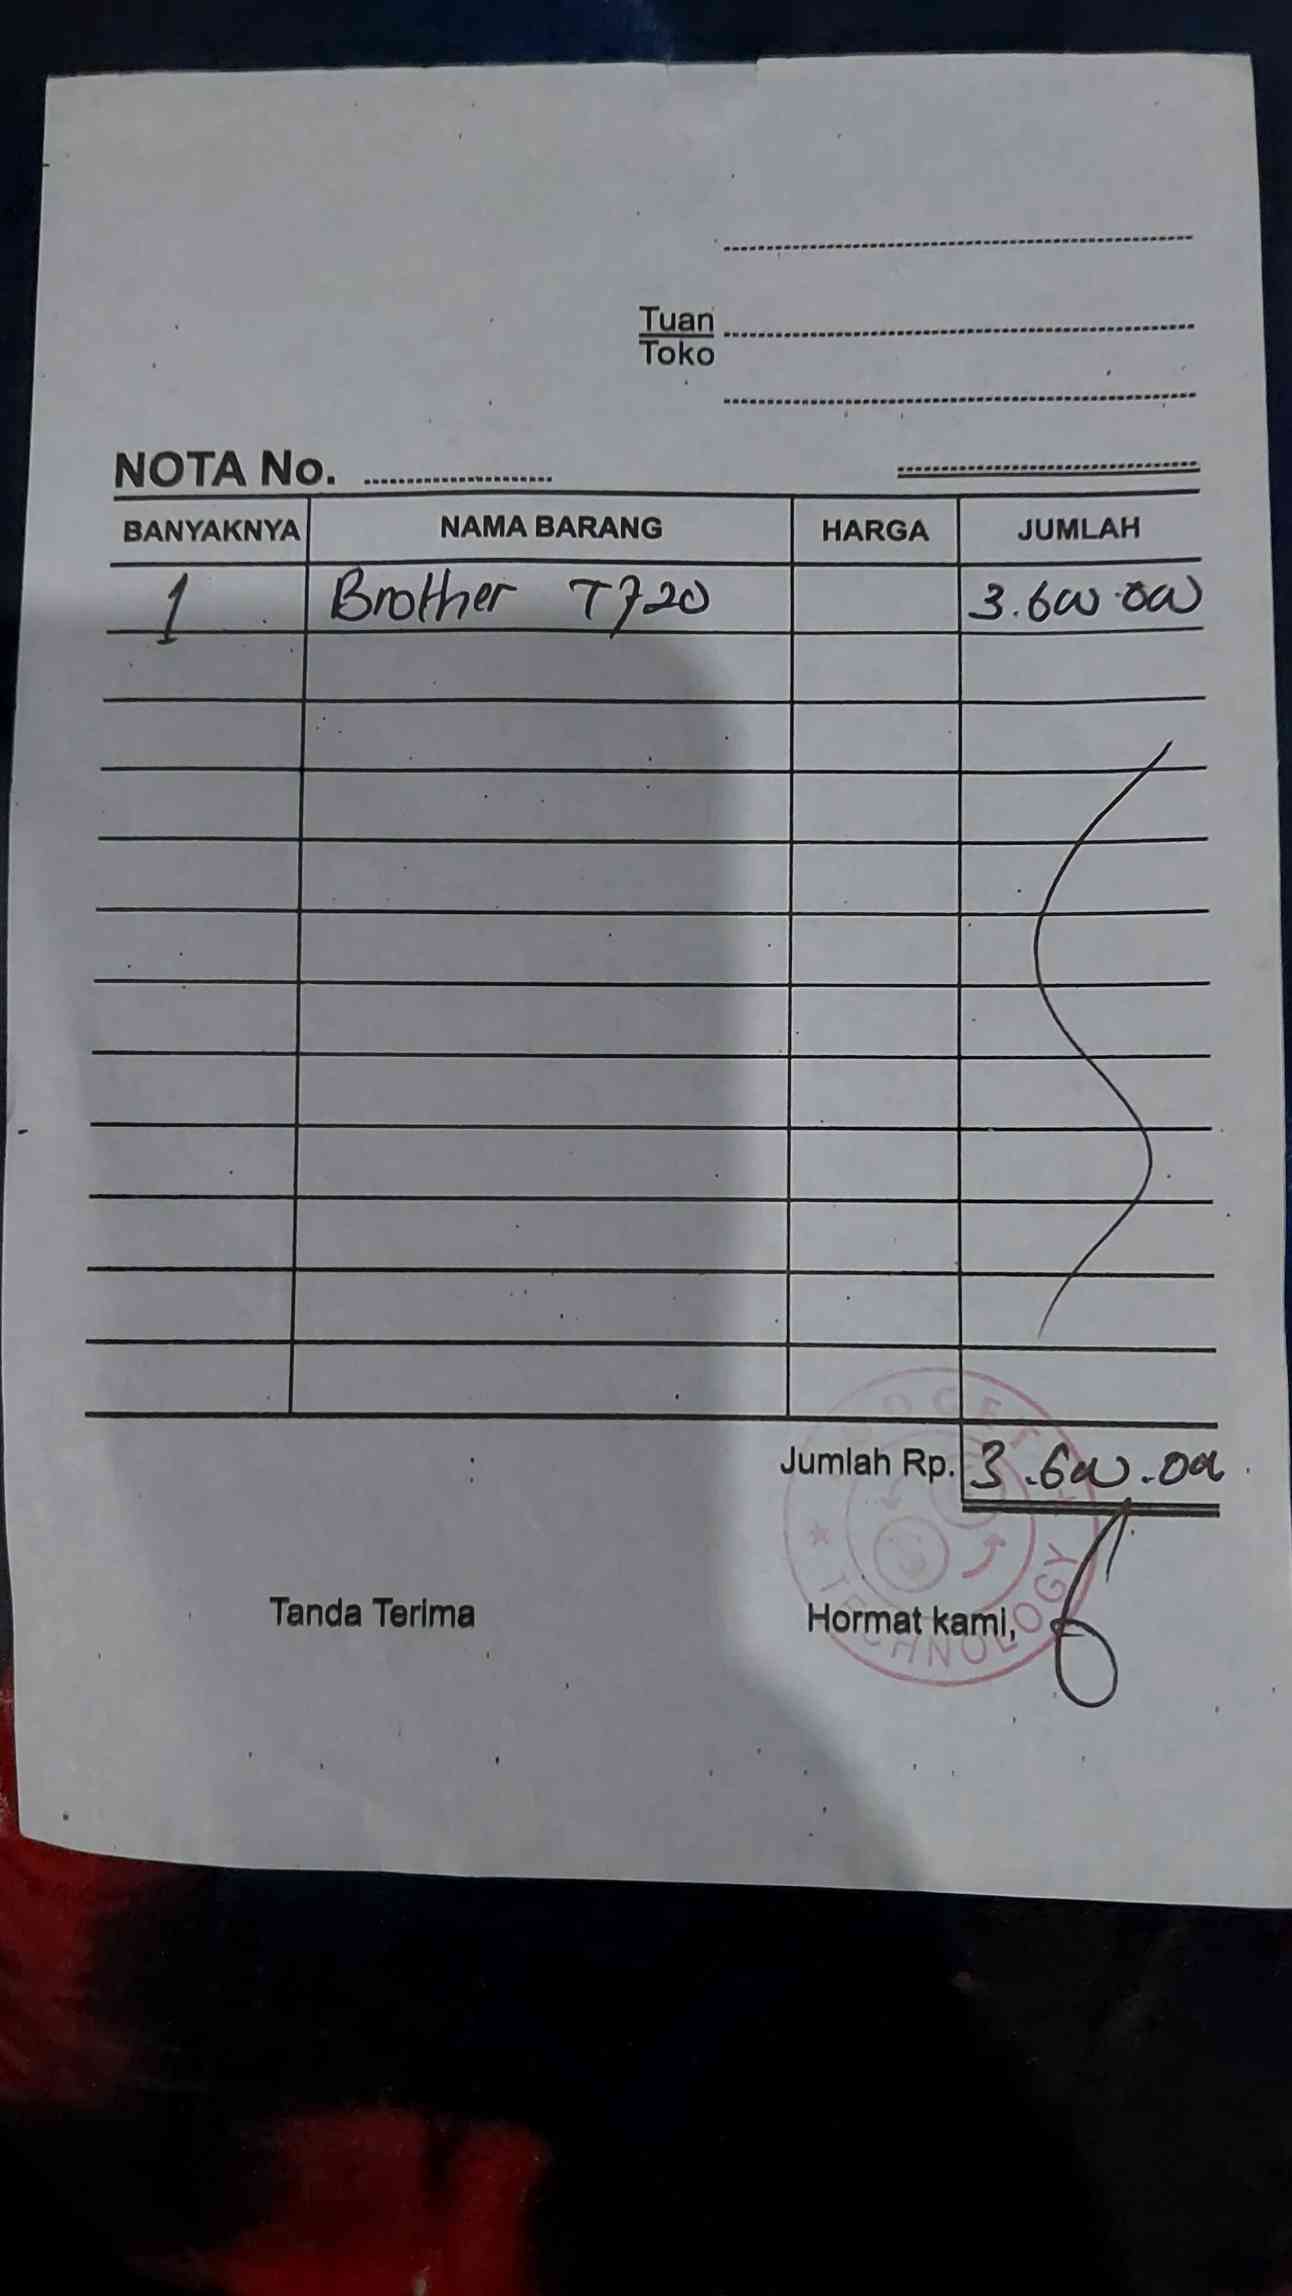 Tuan
Toko
NOTA No.
BANYAKNYA NAMA BARANG HARGA JUMLAH
1 Brother T720 3.600.000
Jumlah Rp. 3.600.000
Tanda Terima Hormat kami,
TECHNOLOGY